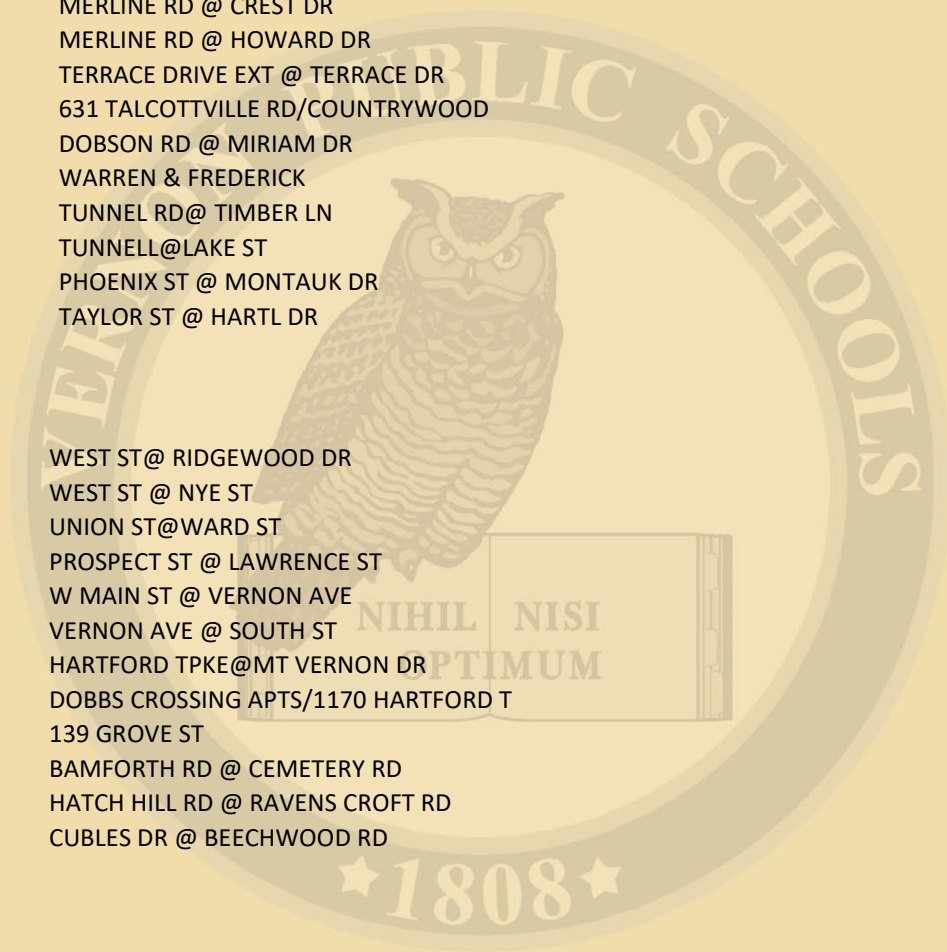 MERLINE RD @ CREST DR
MERLINE RD @ HOWARD DR
TERRACE DRIVE EXT @ TERRACE DR
631 TALCOTTVILLE RD/COUNTRYWOOD
DOBSON RD @ MIRIAM DR
WARREN & FREDERICK
TUNNEL RD@ TIMBER LN
TUNNELL@LAKE ST
PHOENIX ST @ MONTAUK DR
TAYLOR ST @ HARTL DR
WEST ST@ RIDGEWOOD DR
WEST ST @ NYE ST
UNION ST@WARD ST
PROSPECT ST @ LAWRENCE ST
W MAIN ST @ VERNON AVE
VERNON AVE @ SOUTH ST
HARTFORD TPKE@MT VERNON DR
DOBBS CROSSING APTS/1170 HARTFORD T
139 GROVE ST
BAMFORTH RD @ CEMETERY RD
HATCH HILL RD @ RAVENS CROFT RD
CUBLES DR @ BEECHWOOD RD
VERNON PUBLIC SCHOOLS
NIHIL NISI
OPTIMUM
1808